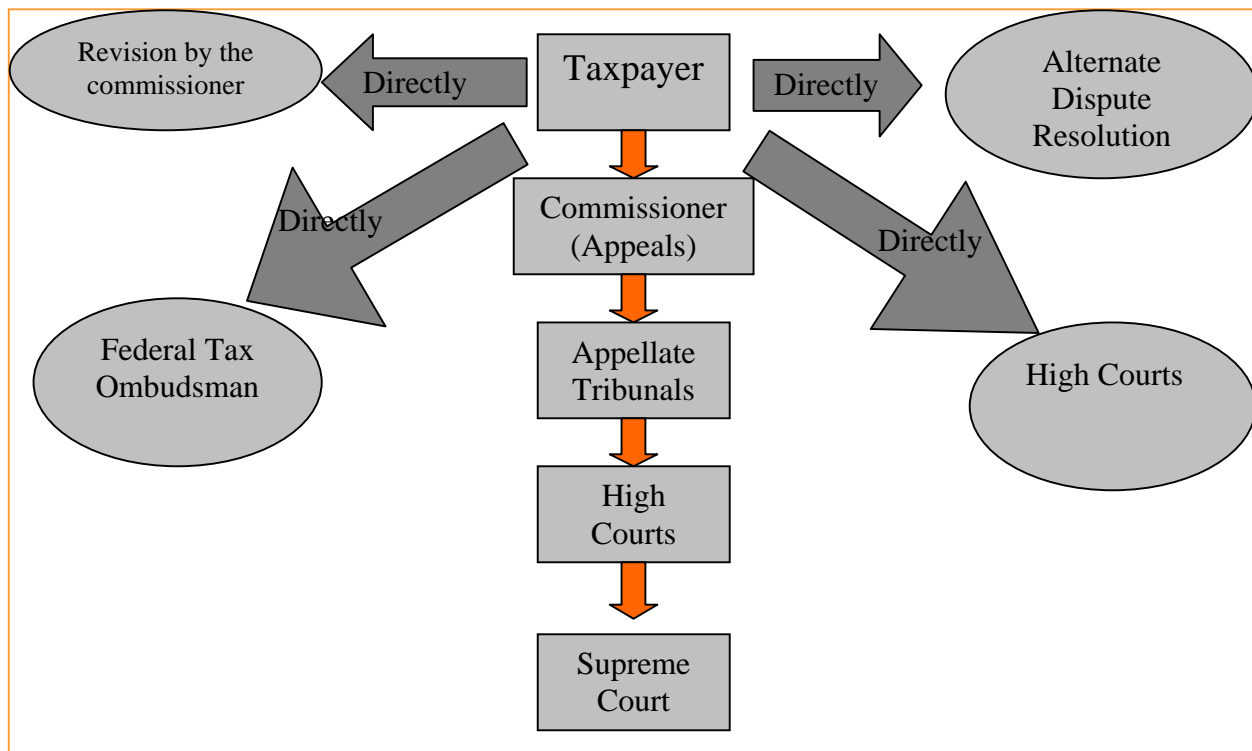 Revision by the
commissioner
Directly
Taxpayer
Directly
Alternate
Dispute
Resolution
Directly
Commissioner
(Appeals)
Directly
Federal Tax
Ombudsman
Appellate
Tribunals
High Courts
High
Courts
Supreme
Court